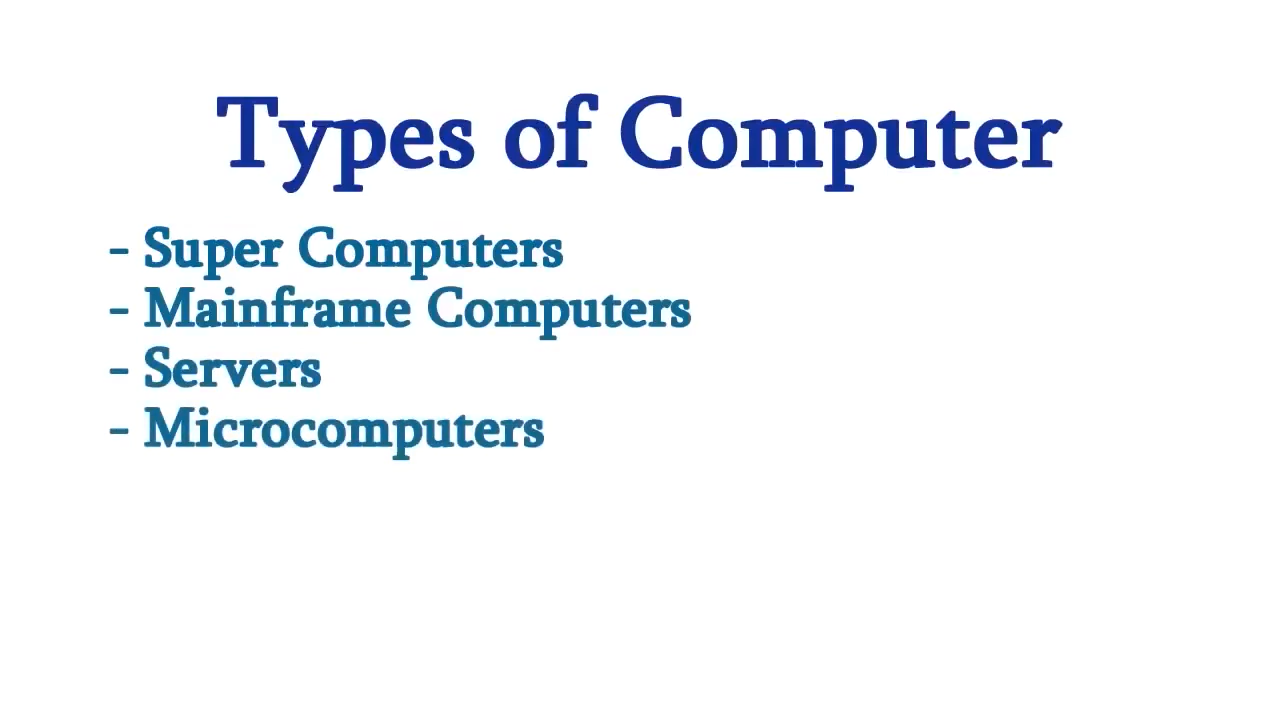 Types of Computer
- Super Computers
- Mainframe Computers
- Servers
- Microcomputers